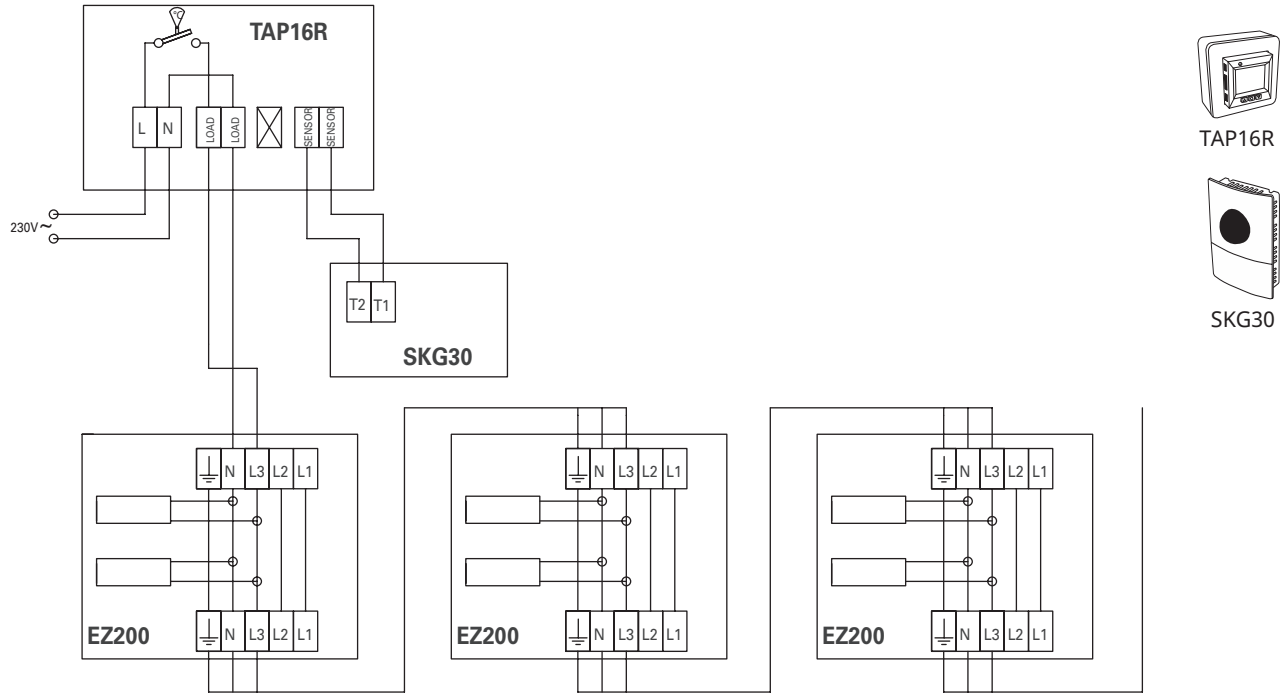 TAP16R
°C
L N LOAD LOAD SENSOR SENSOR
230V~
T2 T1
SKG30
TAP16R
SKG30
N L3 L2 L1
N L3 L2 L1
EZ200
N L3 L2 L1
N L3 L2 L1
EZ200
N L3 L2 L1
N L3 L2 L1
EZ200